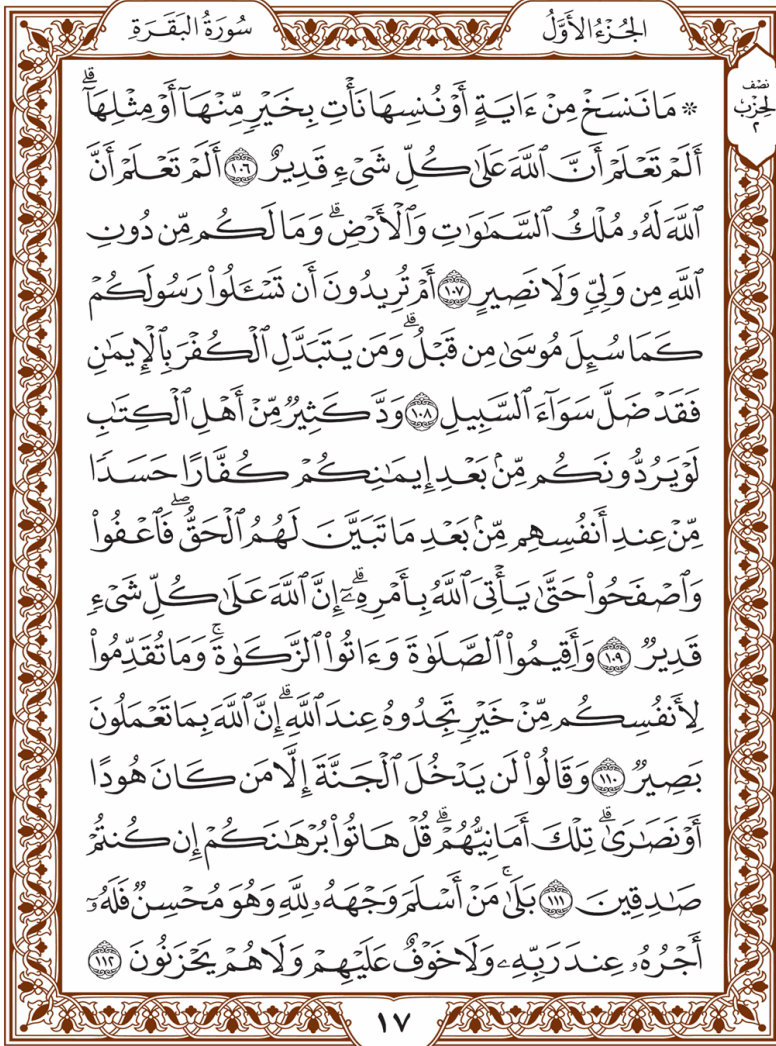 الجُزْءُ الأَوَّلُ
سُورَةُ البَقَرَةِ
نصف
الحزب
٢
۞ مَا نَنسَخْ مِنْ ءَايَةٍ أَوْ نُنسِهَا نَأْتِ بِخَيْرٍ مِّنْهَآ أَوْ مِثْلِهَآۗ
أَلَمْ تَعْلَمْ أَنَّ ٱللَّهَ عَلَىٰ كُلِّ شَىْءٍ قَدِيرٌ ١٠٦ أَلَمْ تَعْلَمْ أَنَّ
ٱللَّهَ لَهُۥ مُلْكُ ٱلسَّمَٰوَٰتِ وَٱلْأَرْضِۗ وَمَا لَكُم مِّن دُونِ
ٱللَّهِ مِن وَلِىٍّ وَلَا نَصِيرٍ ١٠٧ أَمْ تُرِيدُونَ أَن تَسْـَٔلُوا۟ رَسُولَكُمْ
كَمَا سُئِلَ مُوسَىٰ مِن قَبْلُۗ وَمَن يَتَبَدَّلِ ٱلْكُفْرَ بِٱلْإِيمَٰنِ
فَقَدْ ضَلَّ سَوَآءَ ٱلسَّبِيلِ ١٠٨ وَدَّ كَثِيرٌ مِّنْ أَهْلِ ٱلْكِتَٰبِ
لَوْ يَرُدُّونَكُم مِّنۢ بَعْدِ إِيمَٰنِكُمْ كُفَّارًا حَسَدًا
مِّنْ عِندِ أَنفُسِهِم مِّنۢ بَعْدِ مَا تَبَيَّنَ لَهُمُ ٱلْحَقُّۖ فَٱعْفُوا۟
وَٱصْفَحُوا۟ حَتَّىٰ يَأْتِىَ ٱللَّهُ بِأَمْرِهِۦٓۗ إِنَّ ٱللَّهَ عَلَىٰ كُلِّ شَىْءٍ
قَدِيرٌ ١٠٩ وَأَقِيمُوا۟ ٱلصَّلَوٰةَ وَءَاتُوا۟ ٱلزَّكَوٰةَۚ وَمَا تُقَدِّمُوا۟
لِأَنفُسِكُم مِّنْ خَيْرٍ تَجِدُوهُ عِندَ ٱللَّهِۗ إِنَّ ٱللَّهَ بِمَا تَعْمَلُونَ
بَصِيرٌ ١١٠ وَقَالُوا۟ لَن يَدْخُلَ ٱلْجَنَّةَ إِلَّا مَن كَانَ هُودًا
أَوْ نَصَٰرَىٰۗ تِلْكَ أَمَانِيُّهُمْۗ قُلْ هَاتُوا۟ بُرْهَٰنَكُمْ إِن كُنتُمْ
صَٰدِقِينَ ١١١ بَلَىٰۚ مَنْ أَسْلَمَ وَجْهَهُۥ لِلَّهِ وَهُوَ مُحْسِنٌ فَلَهُۥٓ
أَجْرُهُۥ عِندَ رَبِّهِۦ وَلَا خَوْفٌ عَلَيْهِمْ وَلَا هُمْ يَحْزَنُونَ ١١٢
١٧